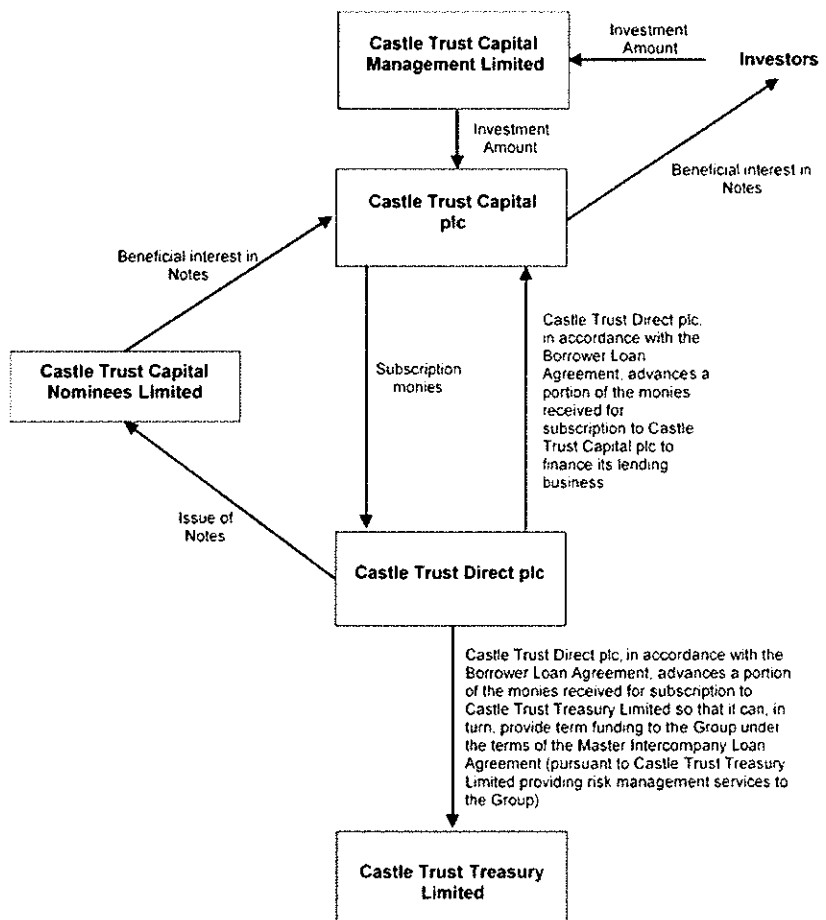 Castle Trust Capital
Management Limited
Investment
Amount
Investors
Investment
Amount
Castle Trust Capital
plc
Beneficial interest in
Notes
Beneficial interest in
Notes
Castle Trust Capital
Nominees Limited
Subscription
monies
Castle Trust Direct plc,
in accordance with the
Borrower Loan
Agreement, advances a
portion of the monies
received for
subscription to Castle
Trust Capital plc to
finance its lending
business
Issue of
Notes
Castle Trust Direct plc
Castle Trust Direct plc, in accordance with the
Borrower Loan Agreement, advances a portion
of the monies received for subscription to
Castle Trust Treasury Limited so that it can, in
turn, provide term funding to the Group under
the terms of the Master Intercompany Loan
Agreement (pursuant to Castle Trust Treasury
Limited providing risk management services to
the Group)
Castle Trust Treasury
Limited